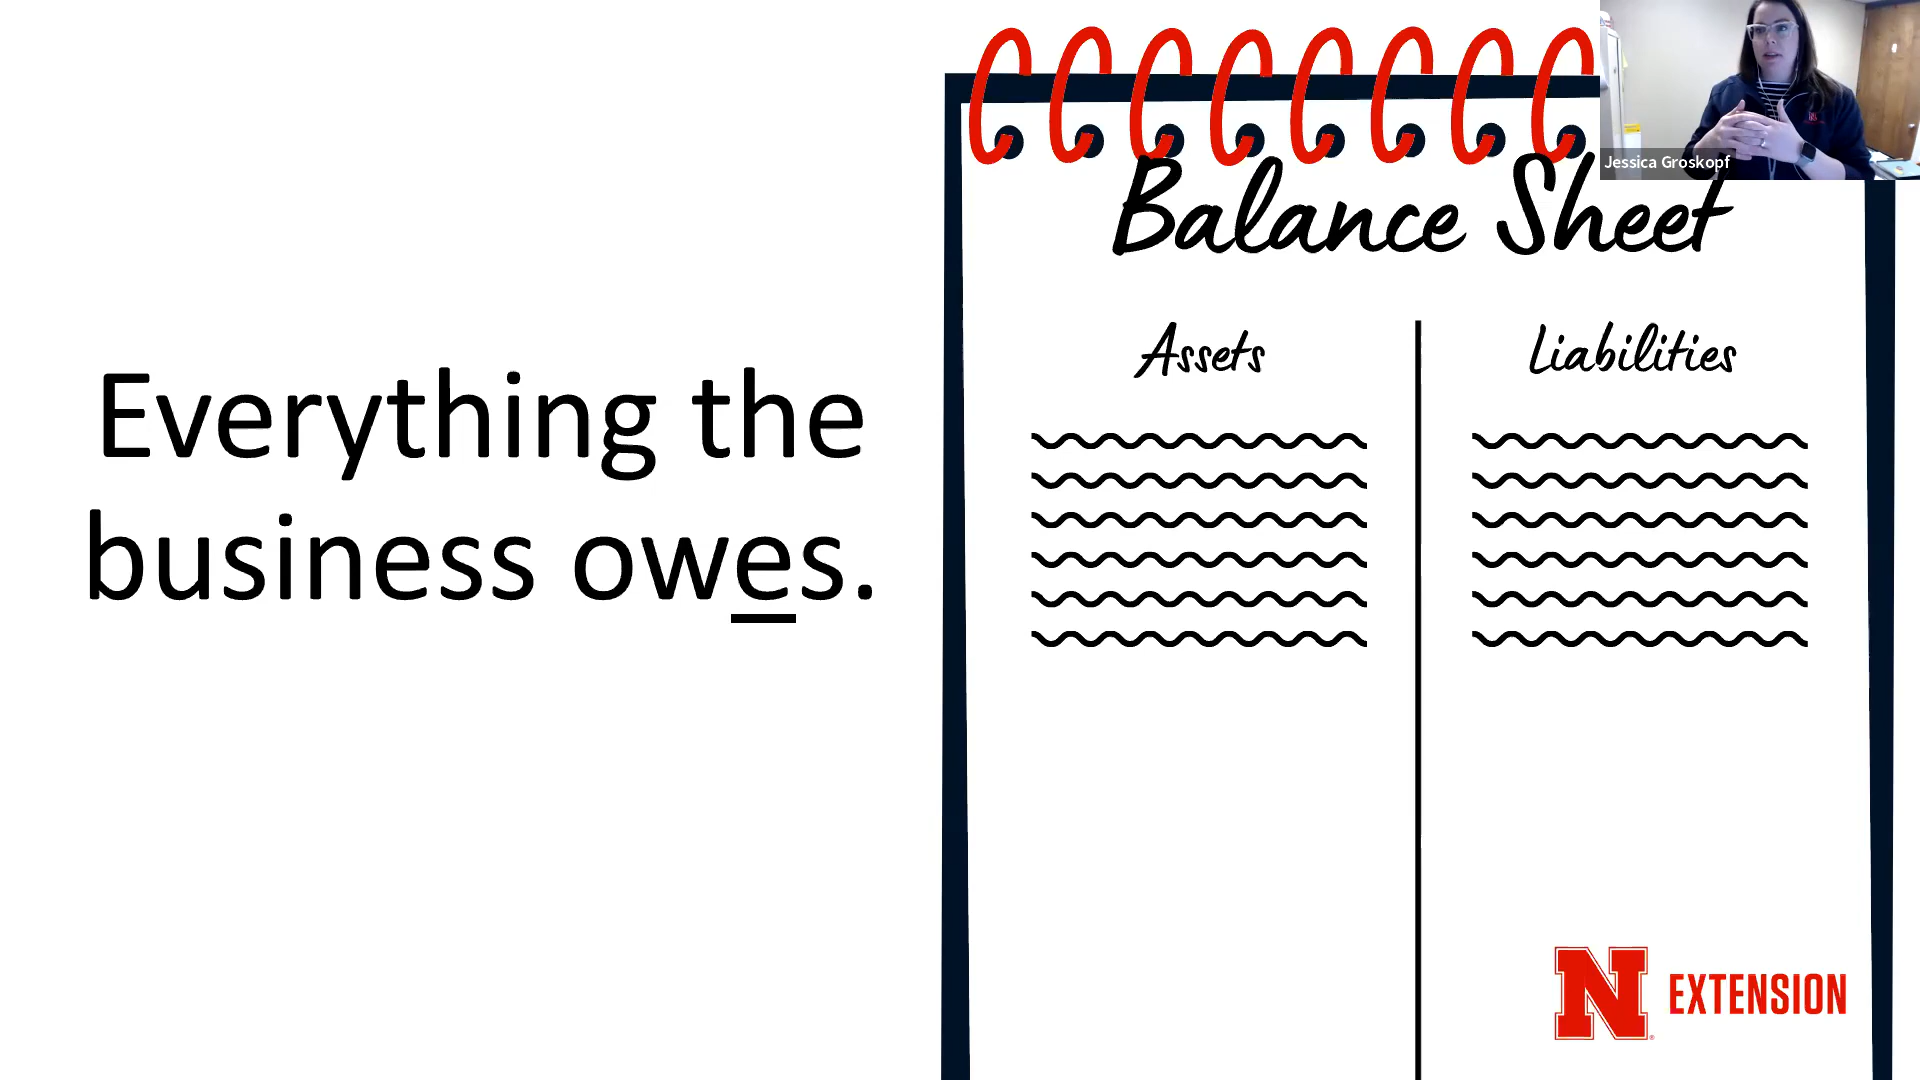 Jessica Groskopf
Balance Sheet
Assets
Liabilities
Everything the
business owes.
N EXTENSION